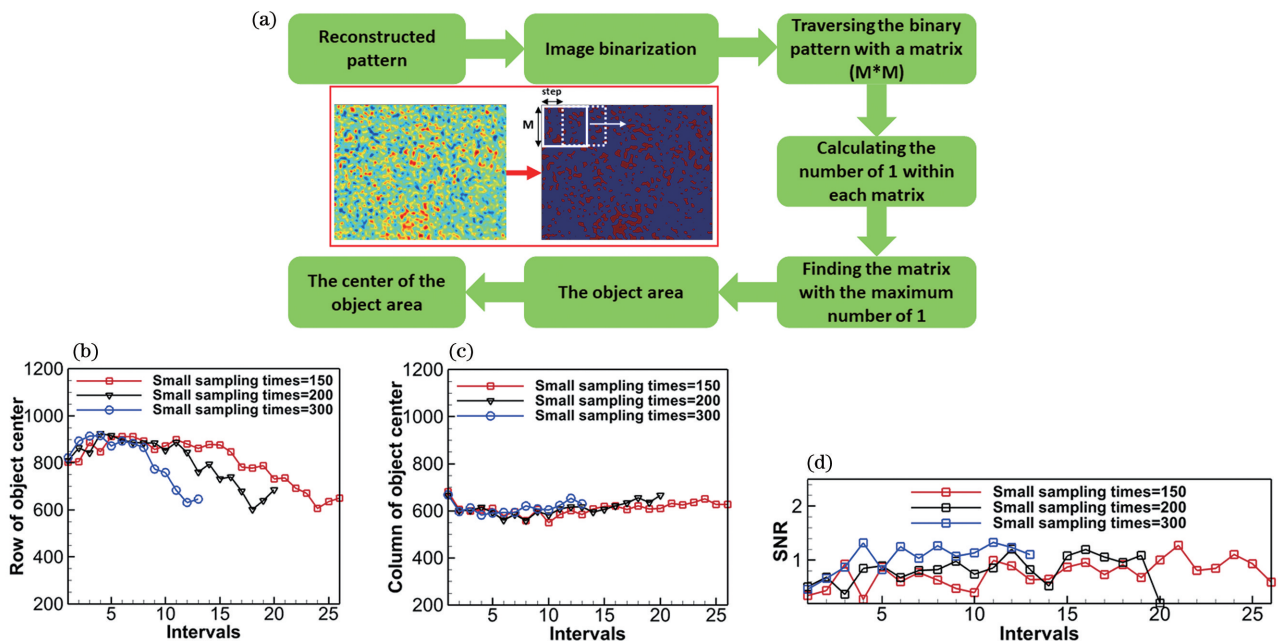 (a)
Reconstructed
pattern
Image binarization
Traversing the binary
pattern with a matrix
(M*M)
step
M
Calculating the
number of 1 within
each matrix
The center of the
object area
The object area
Finding the matrix
with the maximum
number of 1
(b)
1200
1000
800
600
400
200
Row of object center
Small sampling times=150
Small sampling times=200
Small sampling times=300
5 10 15 20 25
Intervals
(c)
1200
1000
800
600
400
200
Column of object center
Small sampling times=150
Small sampling times=200
Small sampling times=300
5 10 15 20 25
Intervals
(d)
2
1
SNR
Small sampling times=150
Small sampling times=200
Small sampling times=300
5 10 15 20 25
Intervals